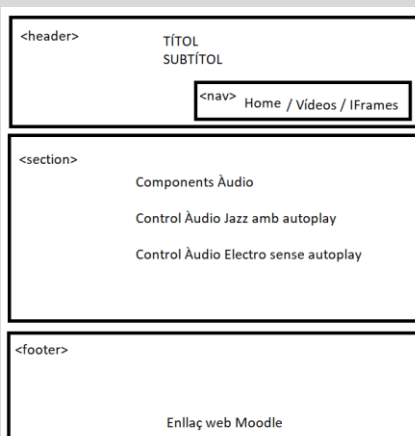 <header>
TÍTOL
SUBTÍTOL
<nav> Home / Vídeos / IFrames
<section>
Components Àudio
Control Àudio Jazz amb autoplay
Control Àudio Electro sense autoplay
<footer>
Enllaç web Moodle